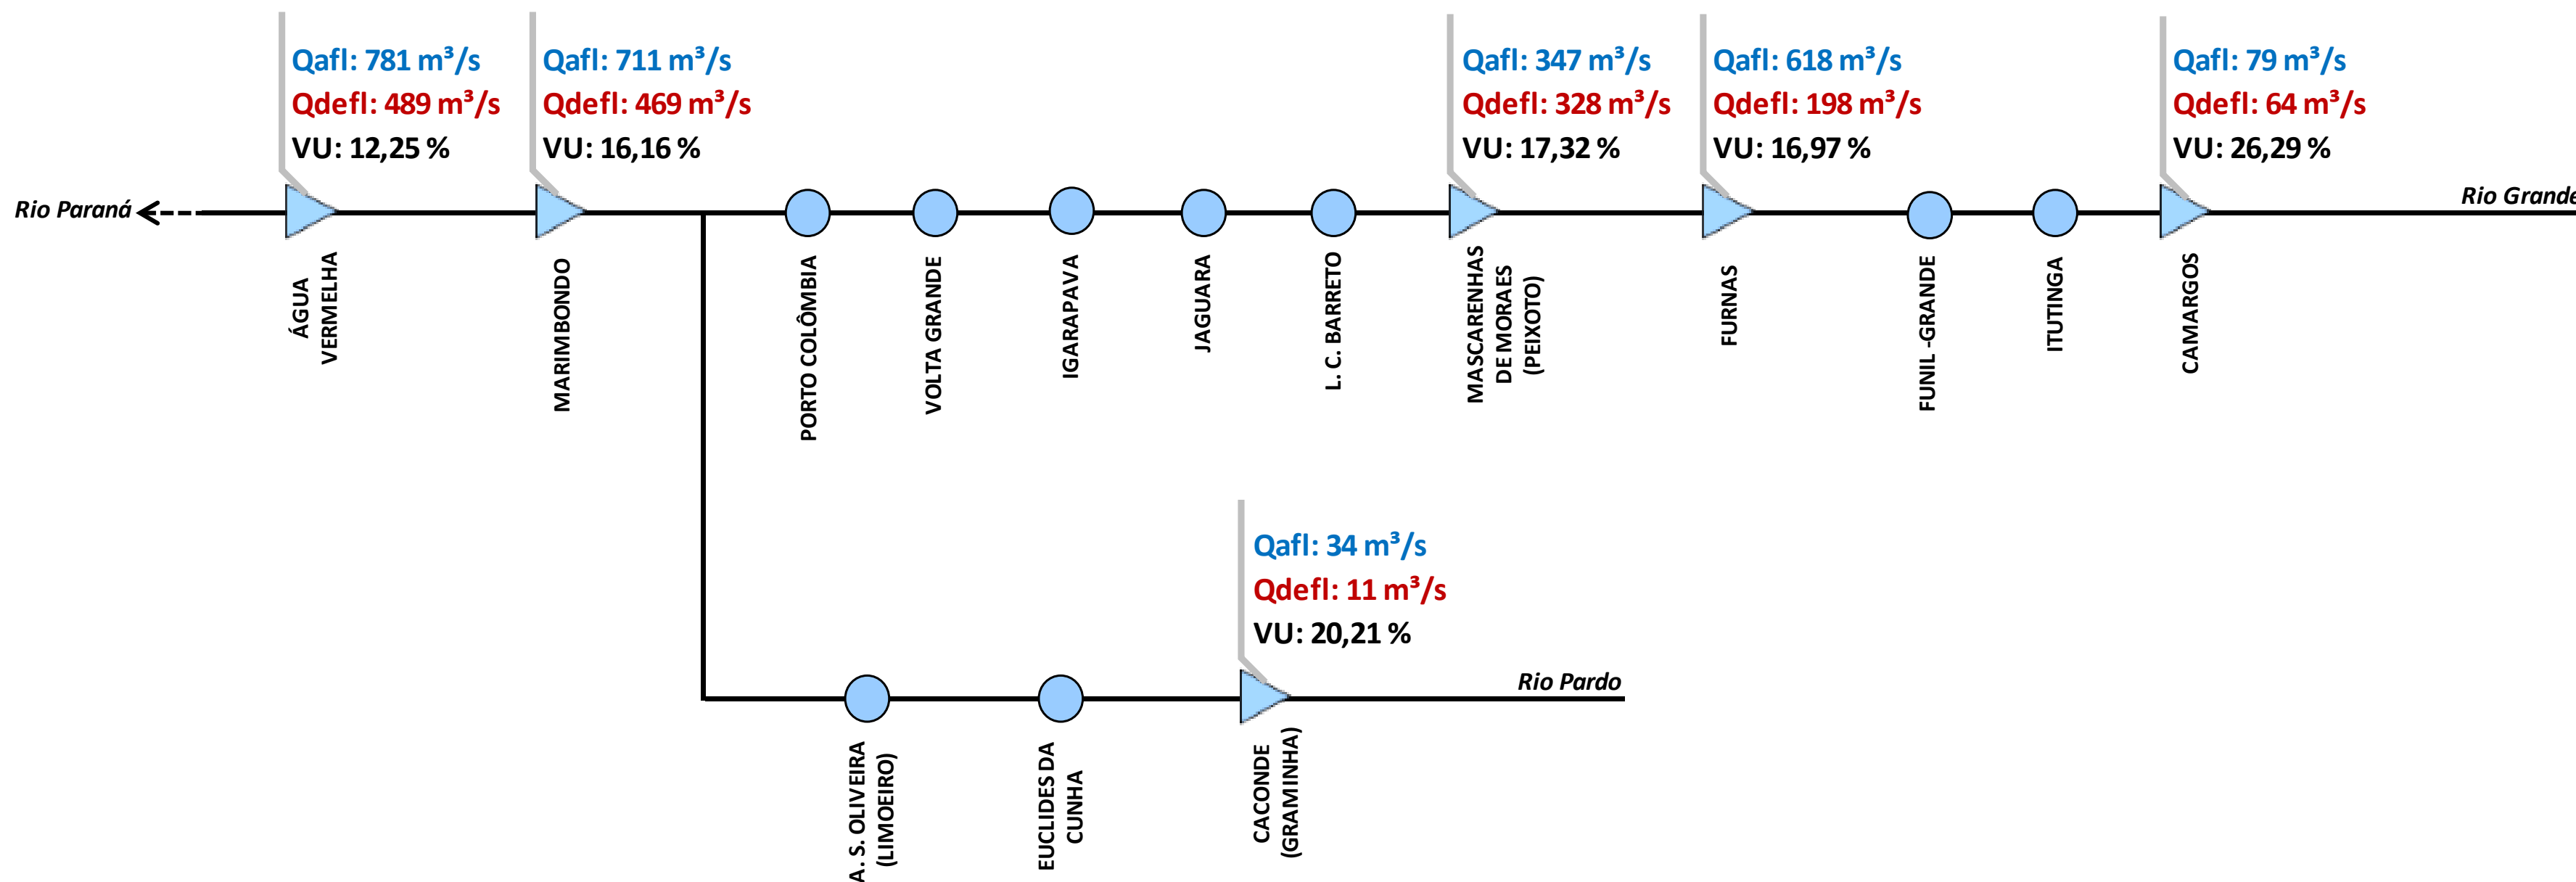 Qafl: 781 m³/s
Qdefl: 489 m³/s
VU: 12,25 %
Qafl: 711 m³/s
Qdefl: 469 m³/s
VU: 16,16 %
Qafl: 347 m³/s
Qdefl: 328 m³/s
VU: 17,32 %
Qafl: 618 m³/s
Qdefl: 198 m³/s
VU: 16,97 %
Qafl: 79 m³/s
Qdefl: 64 m³/s
VU: 26,29 %
Rio Paraná
Rio Grande
ÁGUA
VERMELHA
MARIMBONDO
PORTO COLÔMBIA
VOLTA GRANDE
IGARAPAVA
JAGUARA
L. C. BARRETO
MASCARENHAS
DE MORAES
(PEIXOTO)
FURNAS
FUNIL -GRANDE
ITUTINGA
CAMARGOS
Qafl: 34 m³/s
Qdefl: 11 m³/s
VU: 20,21 %
Rio Pardo
A. S. OLIVEIRA
(LIMOEIRO)
EUCLIDES DA
CUNHA
CACONDE
(GRAMINHA)